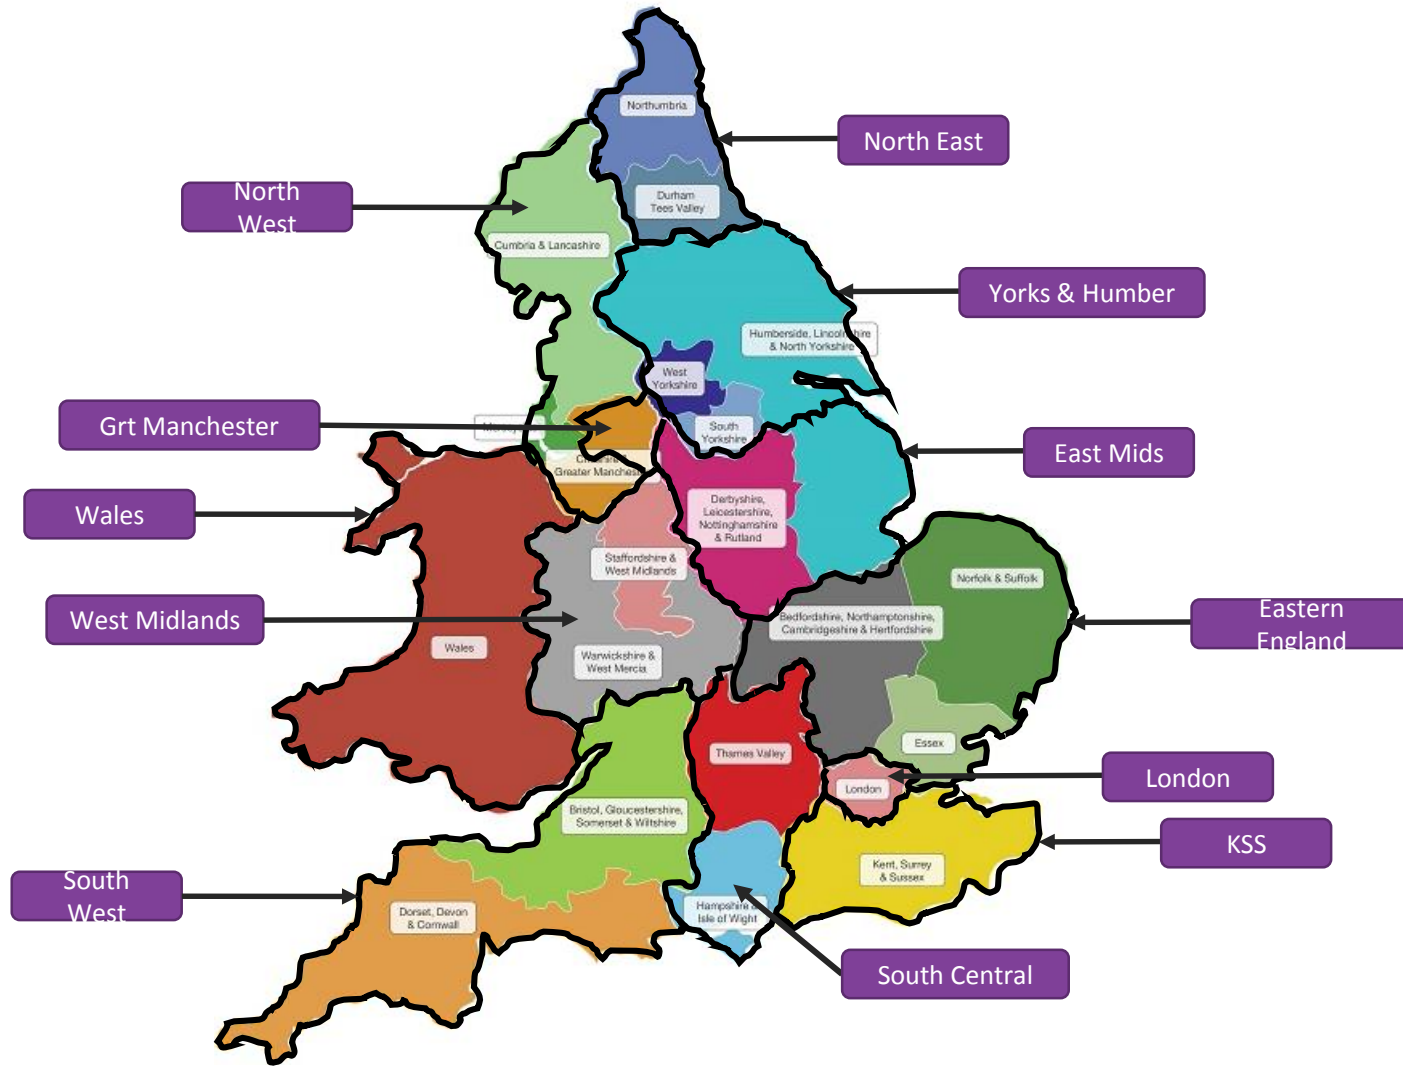 Northumbria
North East
North
West
Durham
Tees Valley
Cumbria & Lancashire
Yorks & Humber
Humberside, Lincolnshire
& North Yorkshire
West
Yorkshire
Grt Manchester
South
Yorkshire
East Mids
Greater Manchester
Derbyshire,
Leicestershire,
Nottinghamshire
& Rutland
Wales
Staffordshire &
West Midlands
Norfolk & Suffolk
West Midlands
Bedfordshire, Northamptonshire,
Cambridgeshire & Hertfordshire
Eastern
England
Wales
Warwickshire &
West Mercia
Essex
Thames Valley
London
London
Bristol, Gloucestershire,
Somerset & Wiltshire
KSS
Kent, Surrey
& Sussex
South
West
Dorset, Devon
& Cornwall
Hampshire &
Isle of Wight
South Central